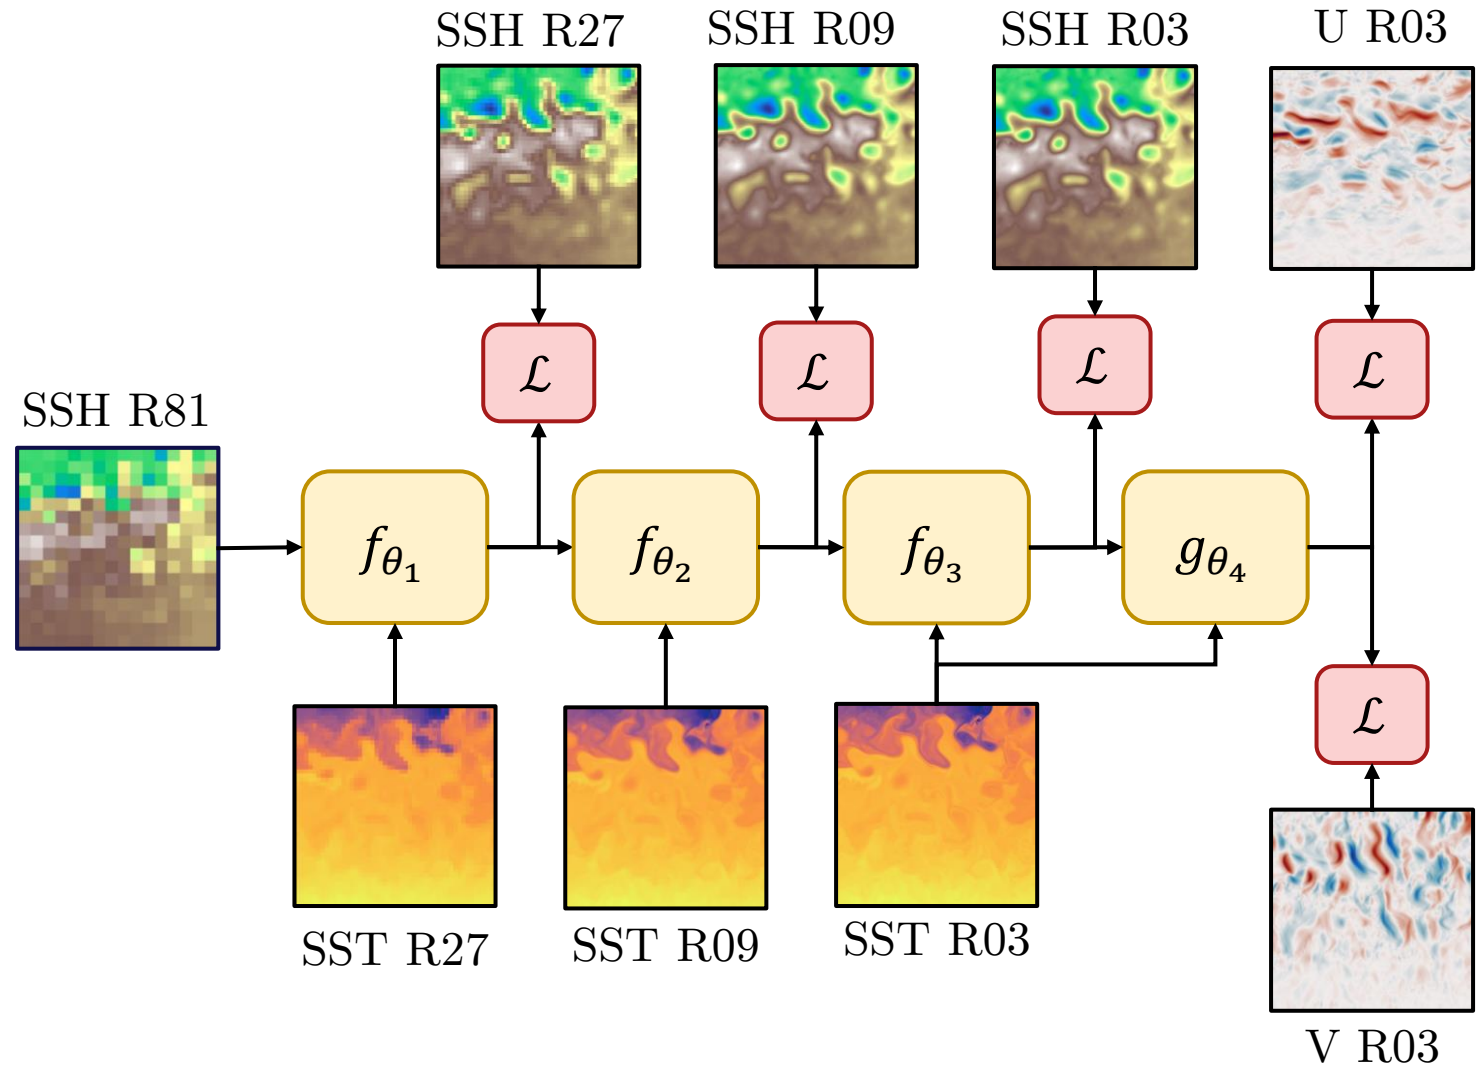 SSH R27
SSH R09
SSH R03
U R03
ℒ
ℒ
ℒ
ℒ
SSH R81
f_θ₁
f_θ₂
f_θ₃
g_θ₄
ℒ
SST R27
SST R09
SST R03
V R03